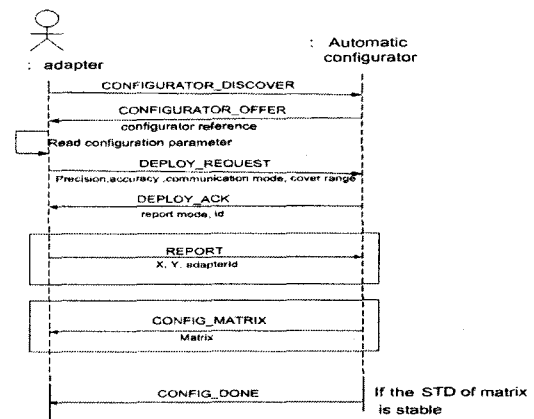 : adapter
: Automatic
configurator
CONFIGURATOR_DISCOVER
CONFIGURATOR_OFFER
configurator reference
Read configuration parameter
DEPLOY_REQUEST
Precision,accuracy ,communication mode, cover range
DEPLOY_ACK
report mode, id
REPORT
X, Y, adapterId
CONFIG_MATRIX
Matrix
CONFIG_DONE
If the STD of matrix
is stable